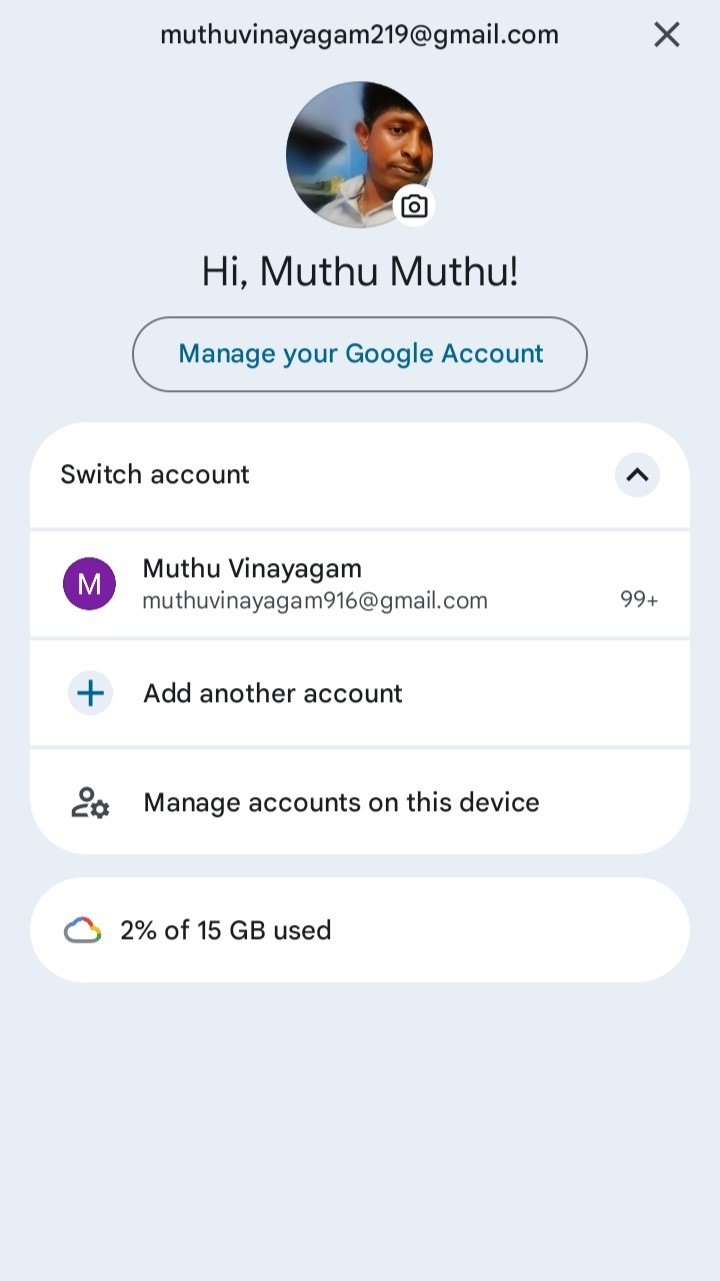 muthuvinayagam219@gmail.com
Hi, Muthu Muthu!
Manage your Google Account
Switch account
M
Muthu Vinayagam
muthuvinayagam916@gmail.com
99+
Add another account
Manage accounts on this device
2% of 15 GB used